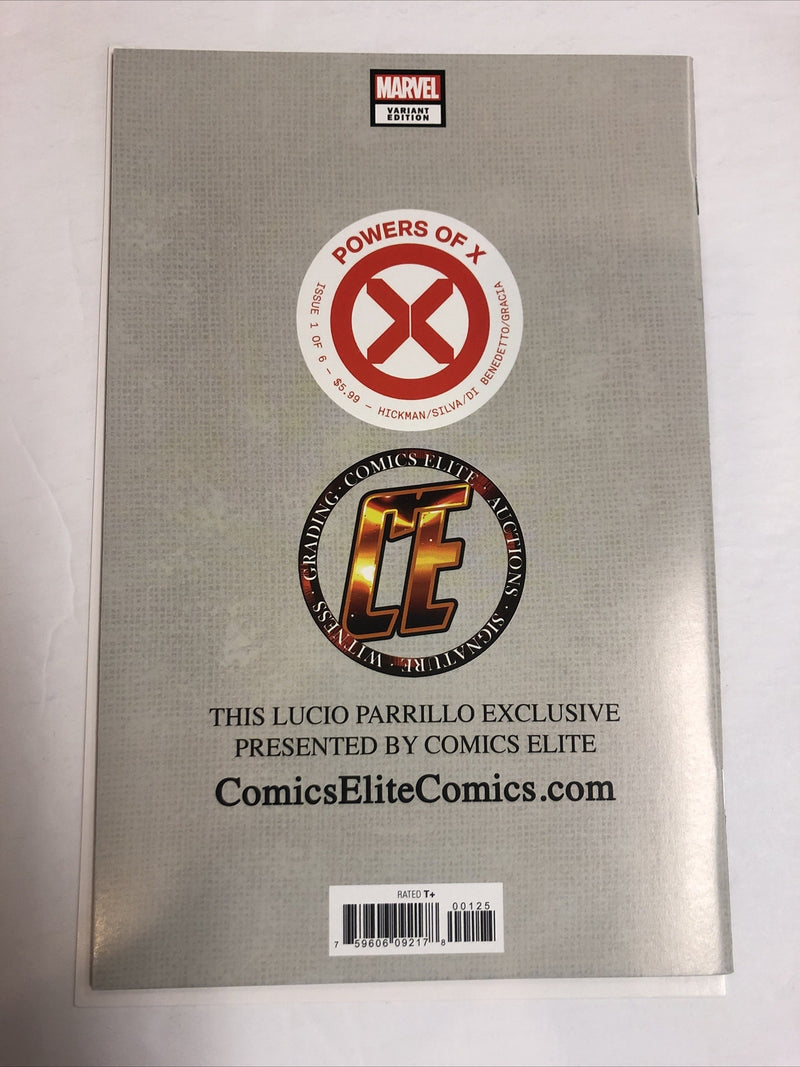 MARVEL
VARIANT
EDITION
POWERS OF X
ISSUE 1 OF 6 — $5.99 — HICKMAN/SILVA/DI BENEDETTO/GRACIA
COMICS ELITE · AUCTIONS · SIGNATURE · WITNESS · GRADING ·
CE
THIS LUCIO PARRILLO EXCLUSIVE
PRESENTED BY COMICS ELITE
ComicsEliteComics.com
RATED T+
00125
7 59606 09217 8